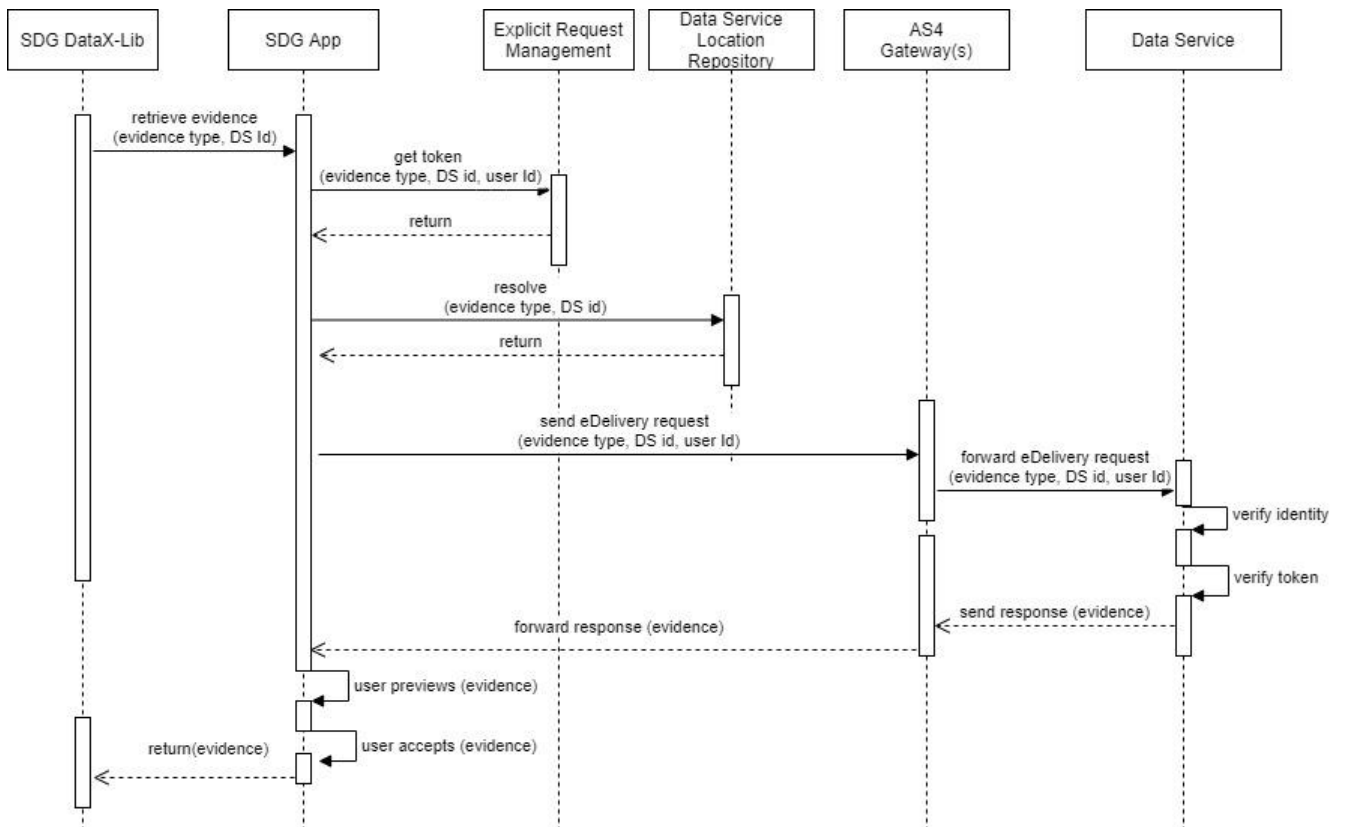 SDG DataX-Lib
SDG App
Explicit Request
Management
Data Service
Location
Repository
AS4
Gateway(s)
Data Service
retrieve evidence
(evidence type, DS Id)
get token
(evidence type, DS id, user Id)
return
resolve
(evidence type, DS id)
return
send eDelivery request
(evidence type, DS id, user Id)
forward eDelivery request
(evidence type, DS id, user Id)
verify identity
verify token
send response (evidence)
forward response (evidence)
user previews (evidence)
user accepts (evidence)
return(evidence)